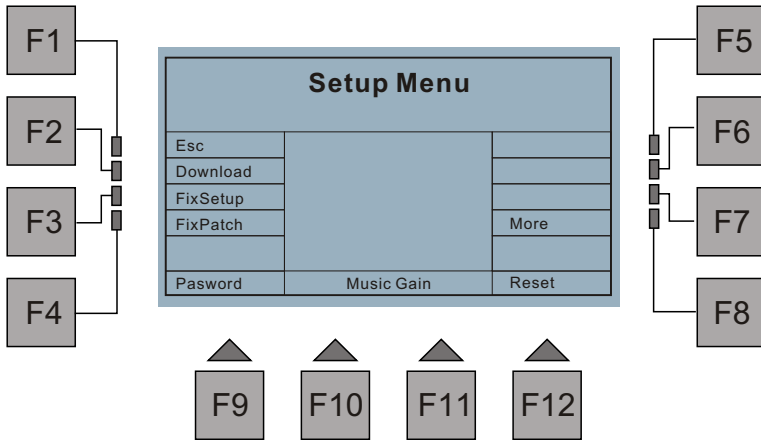 F1
F5
Setup Menu
F2
F6
Esc
Download
FixSetup
F3
F7
FixPatch
More
Pasword
Music Gain
Reset
F4
F8
F9
F10
F11
F12